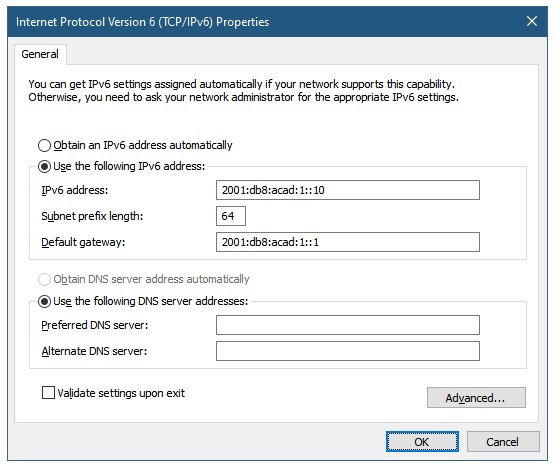 Internet Protocol Version 6 (TCP/IPv6) Properties
General
You can get IPv6 settings assigned automatically if your network supports this capability.
Otherwise, you need to ask your network administrator for the appropriate IPv6 settings.
Obtain an IPv6 address automatically
Use the following IPv6 address:
IPv6 address: 2001:db8:acad:1::10
Subnet prefix length: 64
Default gateway: 2001:db8:acad:1::1
Obtain DNS server address automatically
Use the following DNS server addresses:
Preferred DNS server:
Alternate DNS server:
Validate settings upon exit
Advanced...
OK Cancel